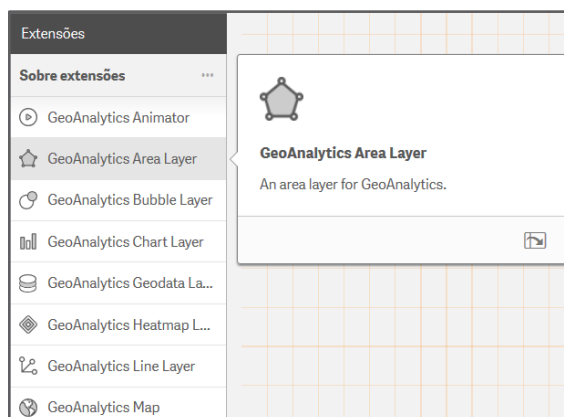 Extensões
Sobre extensões ...
GeoAnalytics Animator
GeoAnalytics Area Layer
GeoAnalytics Bubble Layer
GeoAnalytics Chart Layer
GeoAnalytics Geodata La...
GeoAnalytics Heatmap L...
GeoAnalytics Line Layer
GeoAnalytics Map
GeoAnalytics Area Layer
An area layer for GeoAnalytics.